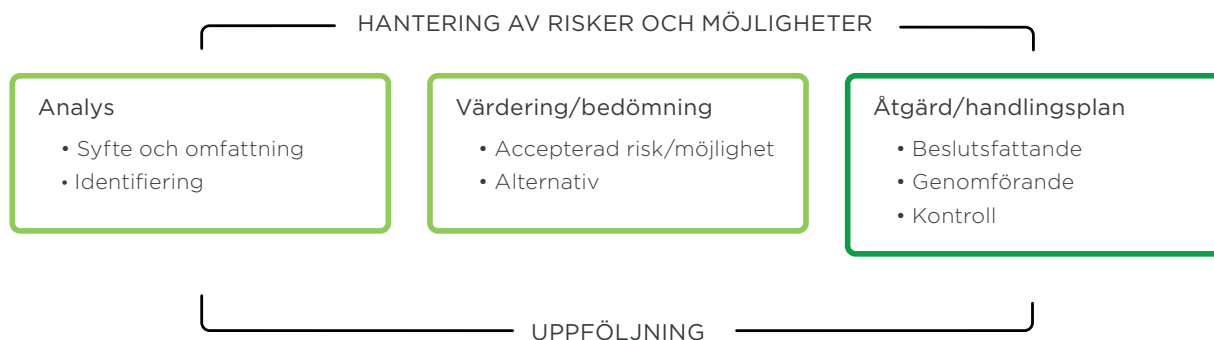 HANTERING AV RISKER OCH MÖJLIGHETER
Analys
• Syfte och omfattning
• Identifiering
Värdering/bedömning
• Accepterad risk/möjlighet
• Alternativ
Åtgärd/handlingsplan
• Beslutsfattande
• Genomförande
• Kontroll
UPPFÖLJNING